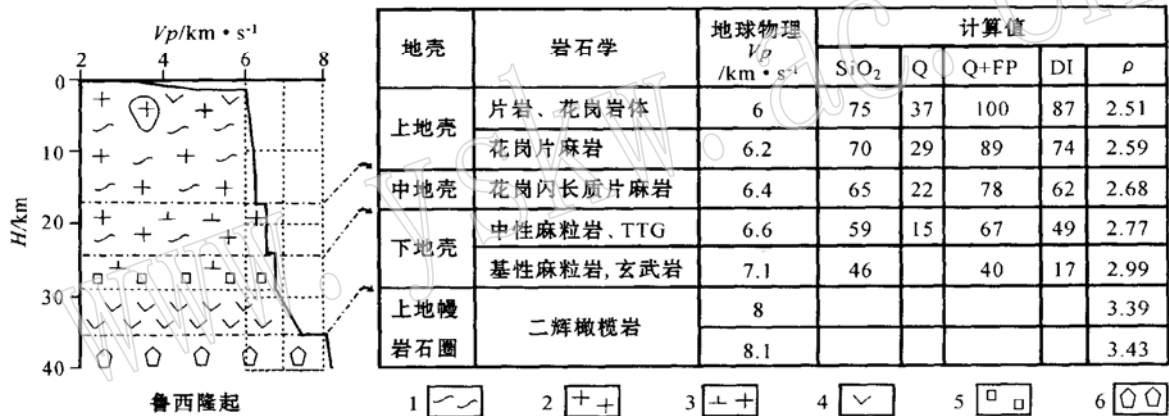 Vp/km·s⁻¹
2 4 6 8
0
10
20
30
40
H/km
鲁西隆起
地壳 岩石学 地球物理 Vp /km·s⁻¹ 计算值
SiO₂ Q Q+FP DI ρ
上地壳 片岩、花岗岩体 6 75 37 100 87 2.51
花岗片麻岩 6.2 70 29 89 74 2.59
中地壳 花岗闪长质片麻岩 6.4 65 22 78 62 2.68
下地壳 中性麻粒岩、TTG 6.6 59 15 67 49 2.77
基性麻粒岩,玄武岩 7.1 46 40 17 2.99
上地幔岩石圈 二辉橄榄岩 8 3.39
8.1 3.43
1 2 3 4 5 6
www.yskw.ac.cn